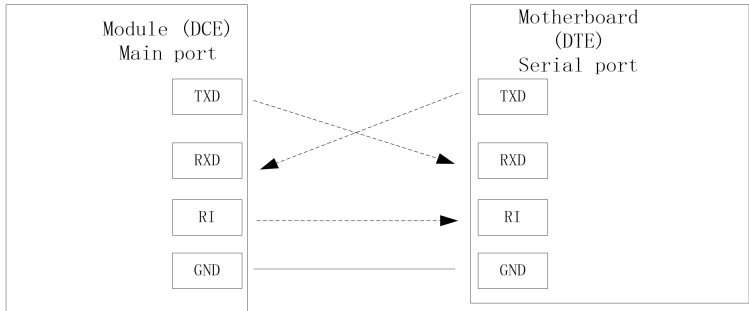 Module (DCE)
Main port
TXD
RXD
RI
GND
Motherboard
(DTE)
Serial port
TXD
RXD
RI
GND